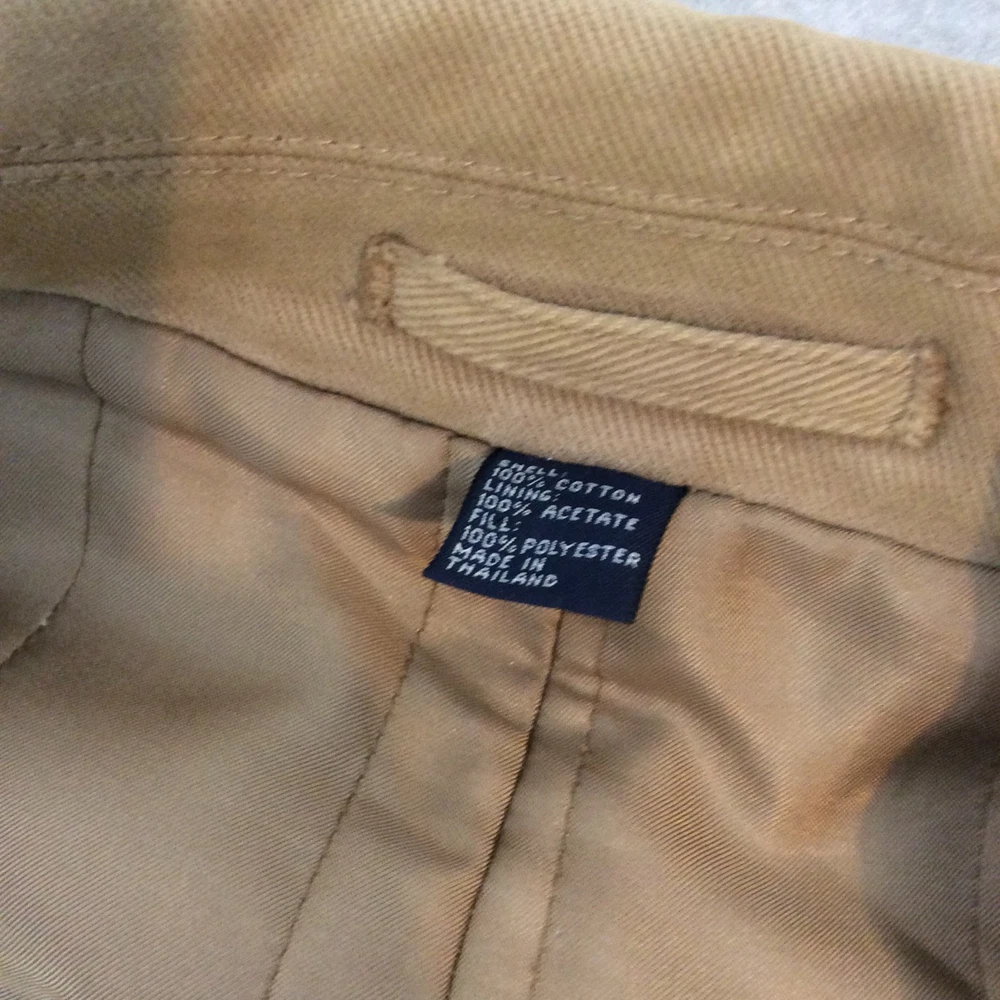 SHELL:
100% COTTON
LINING:
100% ACETATE
FILL:
100% POLYESTER
MADE IN
THAILAND